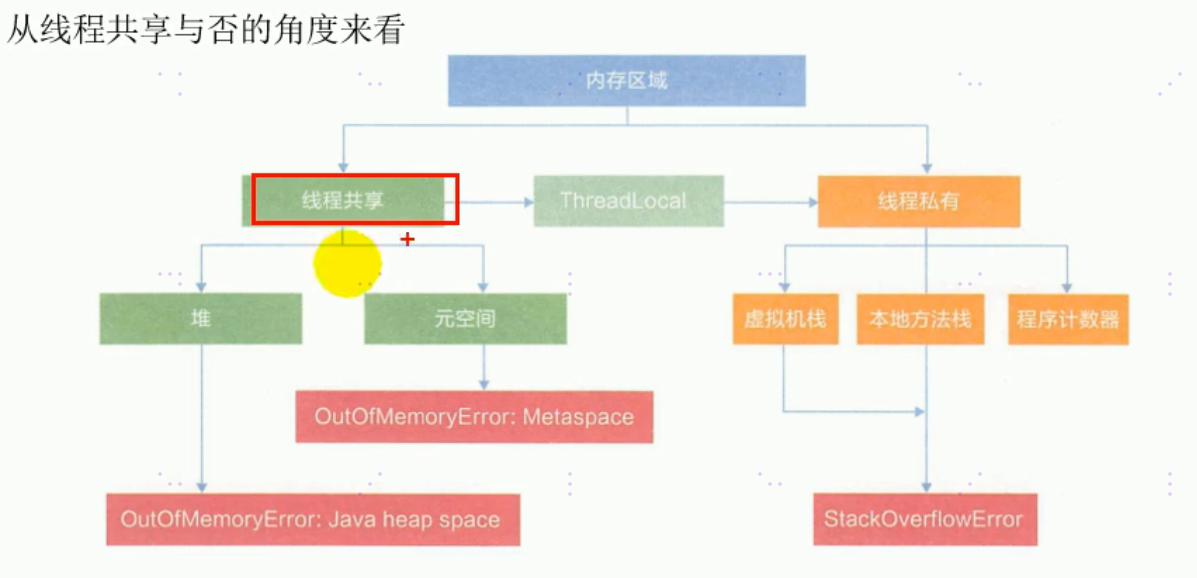 从线程共享与否的角度来看
内存区域
线程共享
ThreadLocal
线程私有
堆
元空间
虚拟机栈
本地方法栈
程序计数器
OutOfMemoryError: Metaspace
OutOfMemoryError: Java heap space
StackOverflowError